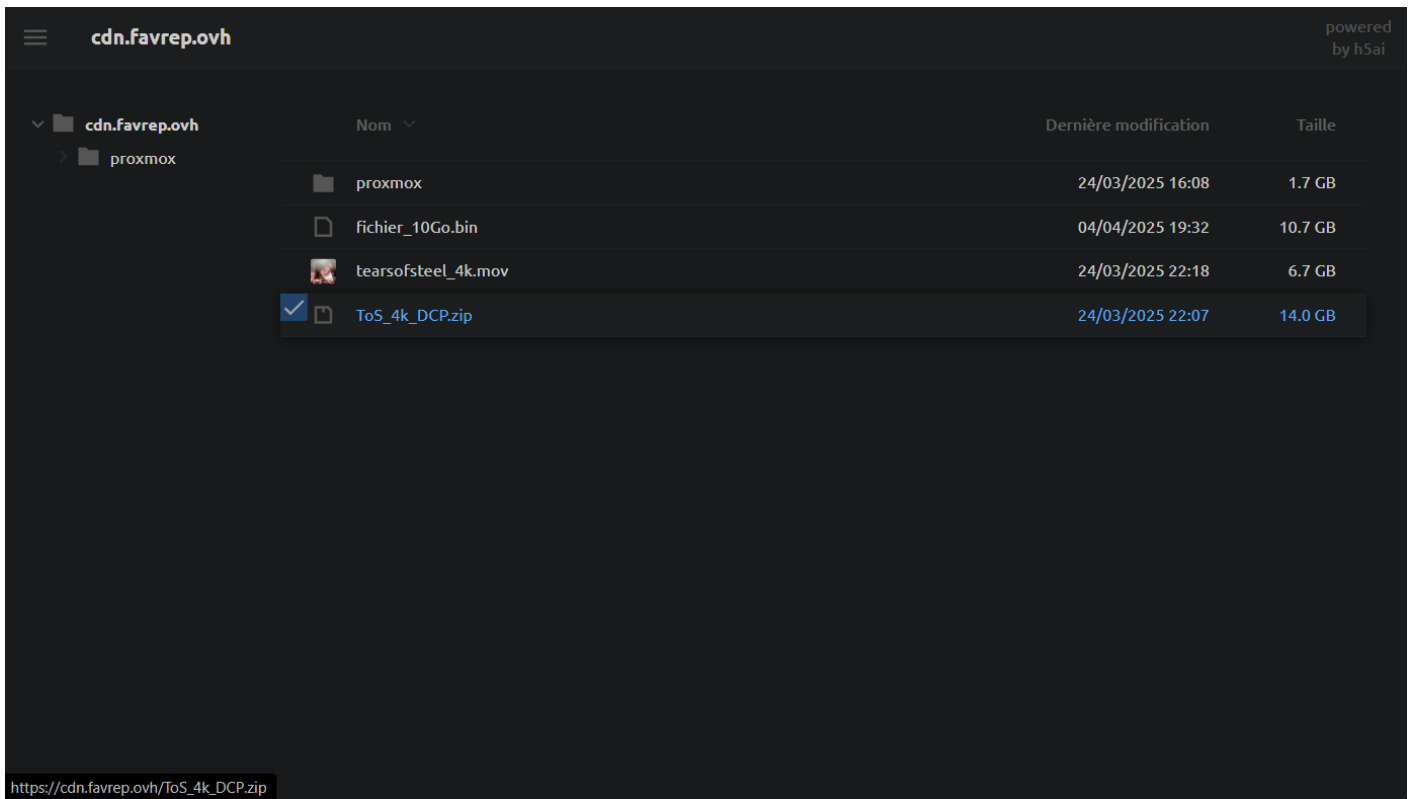 cdn.favrep.ovh
powered
by h5ai
cdn.favrep.ovh
proxmox
Nom Dernière modification Taille
proxmox 24/03/2025 16:08 1.7 GB
fichier_10Go.bin 04/04/2025 19:32 10.7 GB
tearsofsteel_4k.mov 24/03/2025 22:18 6.7 GB
ToS_4k_DCP.zip 24/03/2025 22:07 14.0 GB
https://cdn.favrep.ovh/ToS_4k_DCP.zip